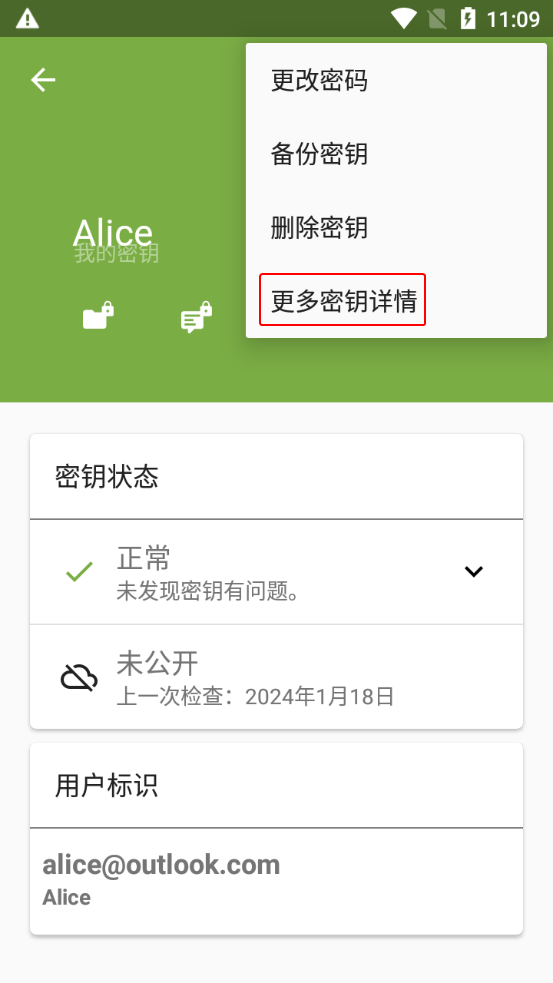 11:09
更改密码
备份密钥
删除密钥
更多密钥详情
Alice
我的密钥
密钥状态
正常
未发现密钥有问题。
未公开
上一次检查：2024年1月18日
用户标识
alice@outlook.com
Alice